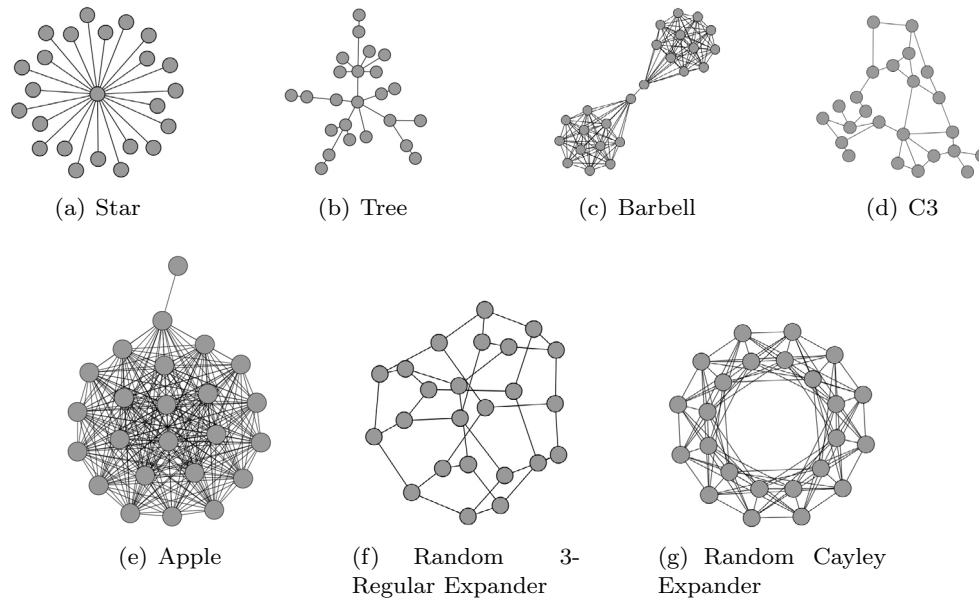 (a) Star
(b) Tree
(c) Barbell
(d) C3
(e) Apple
(f) Random 3-
Regular Expander
(g) Random Cayley
Expander